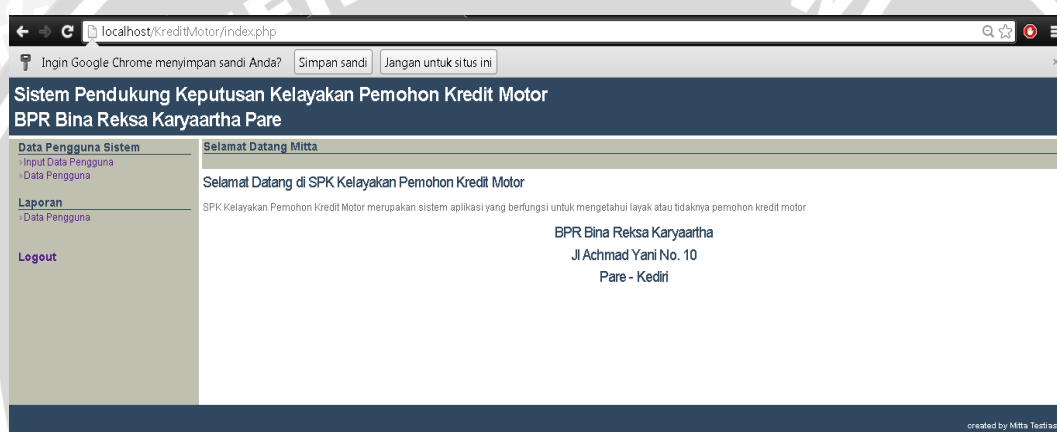 localhost/KreditMotor/index.php
Ingin Google Chrome menyimpan sandi Anda? Simpan sandi Jangan untuk situs ini
Sistem Pendukung Keputusan Kelayakan Pemohon Kredit Motor
BPR Bina Reksa Karyaartha Pare
Data Pengguna Sistem
Input Data Pengguna
Data Pengguna
Laporan
Data Pengguna
Logout
Selamat Datang Mitta
Selamat Datang di SPK Kelayakan Pemohon Kredit Motor
SPK Kelayakan Pemohon Kredit Motor merupakan sistem aplikasi yang berfungsi untuk mengetahui layak atau tidaknya pemohon kredit motor
BPR Bina Reksa Karyaartha
Jl Achmad Yani No. 10
Pare - Kediri
created by Mitta Testias